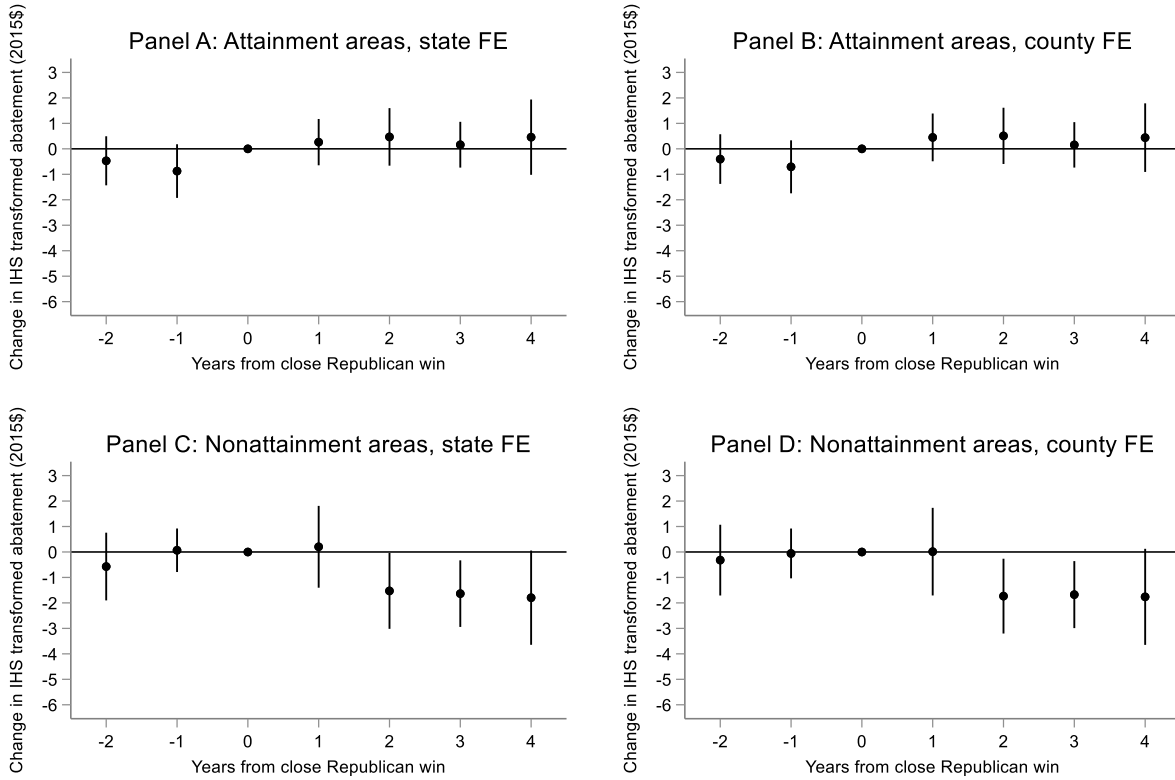 Panel A: Attainment areas, state FE
Change in IHS transformed abatement (2015$)
3
2
1
0
-1
-2
-3
-4
-5
-6
-2 -1 0 1 2 3 4
Years from close Republican win
Panel B: Attainment areas, county FE
Change in IHS transformed abatement (2015$)
3
2
1
0
-1
-2
-3
-4
-5
-6
-2 -1 0 1 2 3 4
Years from close Republican win
Panel C: Nonattainment areas, state FE
Change in IHS transformed abatement (2015$)
3
2
1
0
-1
-2
-3
-4
-5
-6
-2 -1 0 1 2 3 4
Years from close Republican win
Panel D: Nonattainment areas, county FE
Change in IHS transformed abatement (2015$)
3
2
1
0
-1
-2
-3
-4
-5
-6
-2 -1 0 1 2 3 4
Years from close Republican win